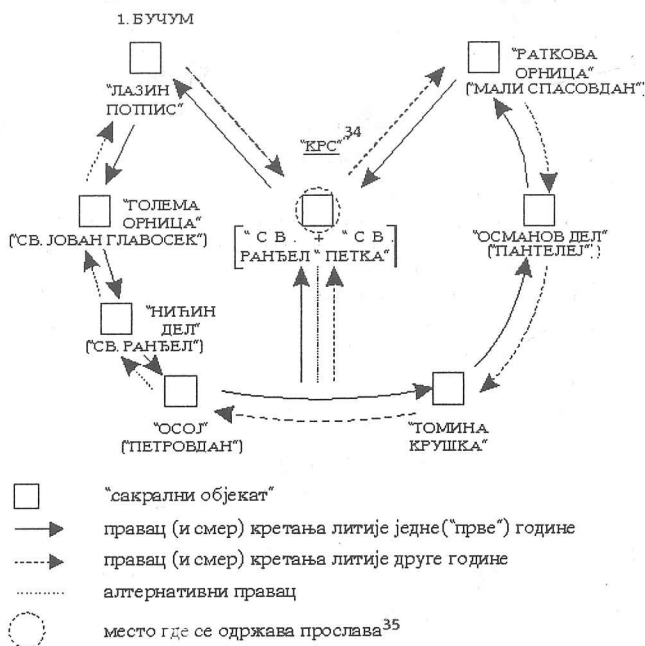 1. БУЧУМ
"ЛАЗИН
ПОТПИС"
"РАТКОВА
ОРНИЦА"
("МАЛИ СПАСОВДАН")
"КРС"34
"ГОЛЕМА
ОРНИЦА"
("СВ. ЈОВАН ГЛАВОСЕК")
["СВ. + "СВ.
РАНЂЕЛ" ПЕТКА"]
"ОСМАНОВ ДЕЛ"
("ПАНТЕЛЕЈ")
"НИЋИН
ДЕЛ"
("СВ. РАНЂЕЛ")
"ОСОЈ"
("ПЕТРОВДАН")
"ТОМИНА
КРУШКА"
"сакрални објекат"
правац (и смер) кретања литије једне("прве") године
правац (и смер) кретања литије друге године
алтернативни правац
место где се одржава прослава35